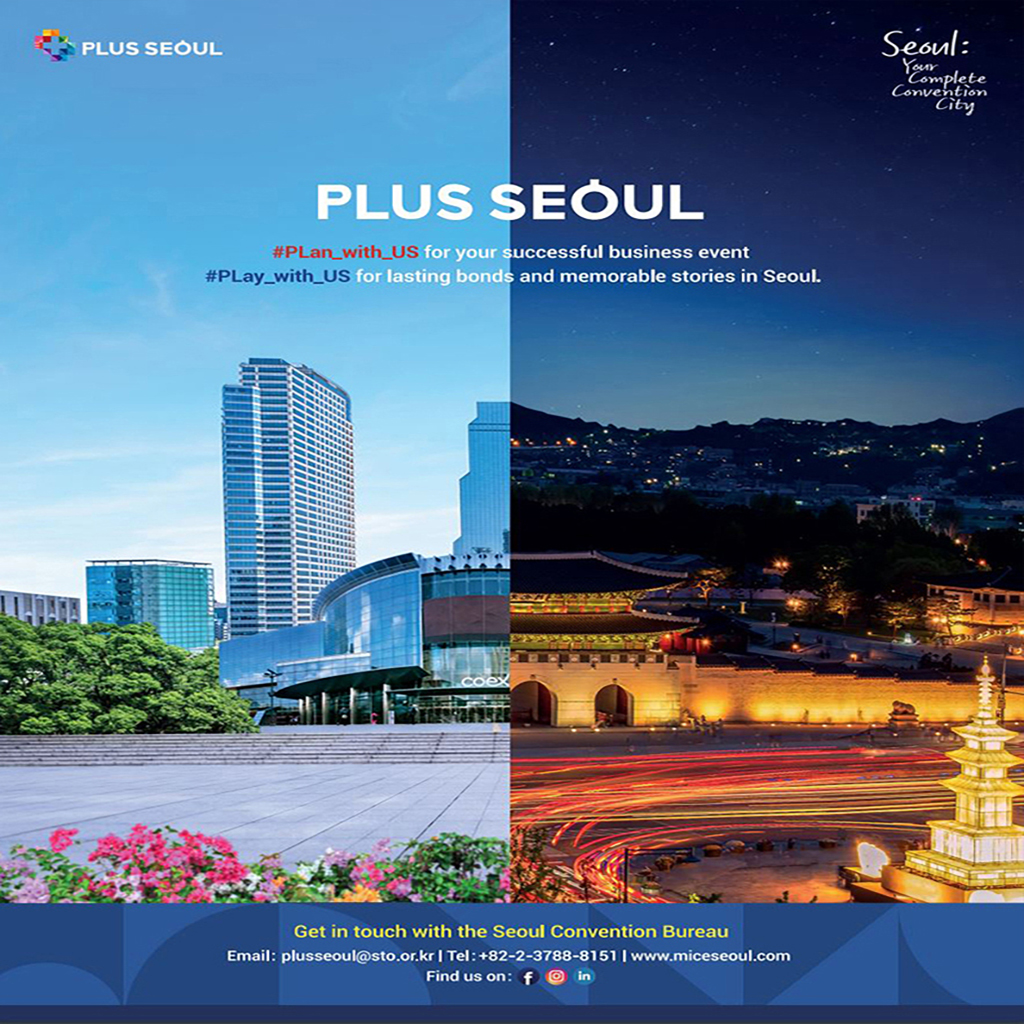 PLUS SEOUL
Seoul:
Your
Complete
Convention
City
PLUS SEOUL
#PLan_with_US for your successful business event
#PLay_with_US for lasting bonds and memorable stories in Seoul.
coex
Get in touch with the Seoul Convention Bureau
Email: plusseoul@sto.or.kr | Tel: +82-2-3788-8151 | www.miceseoul.com
Find us on: f in